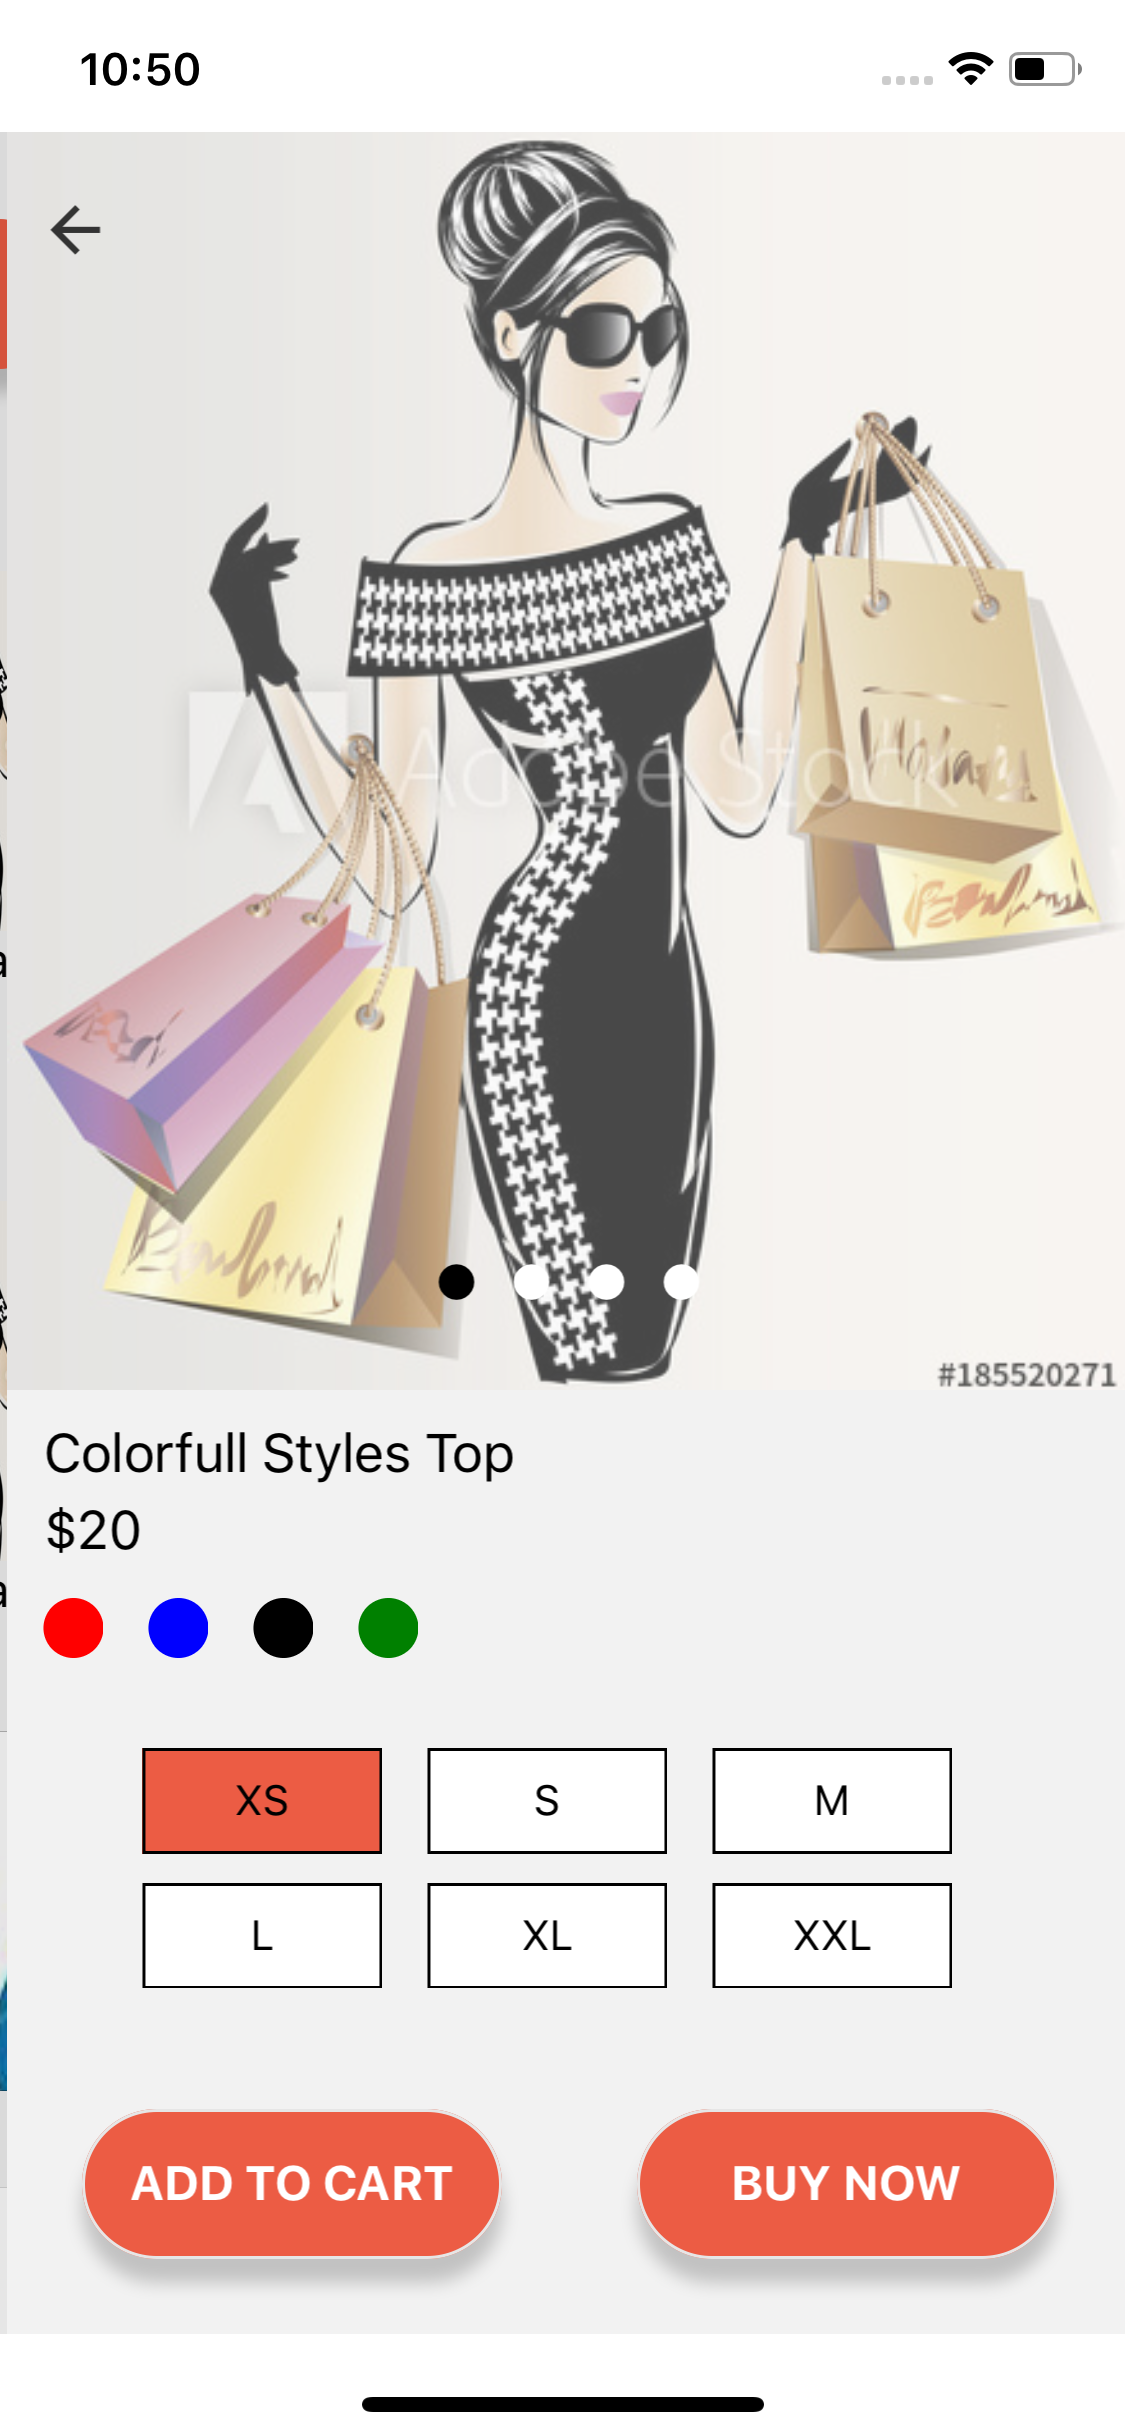 10:50
Adobe Stock
#185520271
Colorfull Styles Top
$20
XS S M
L XL XXL
ADD TO CART BUY NOW